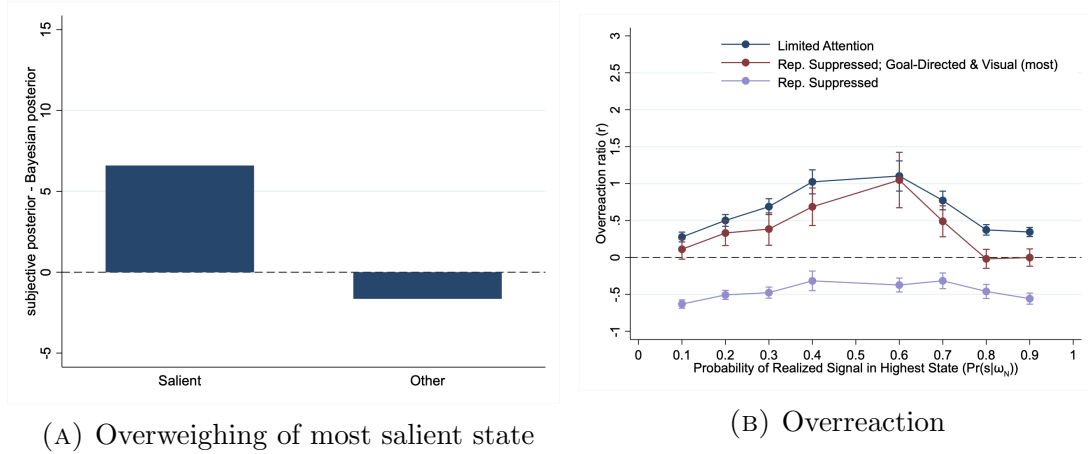 subjective posterior - Bayesian posterior
15
10
5
0
-5
Salient
Other
(A) Overweighing of most salient state
Overreaction ratio (r)
3
2.5
2
1.5
1
.5
0
-.5
-1
Limited Attention
Rep. Suppressed; Goal-Directed & Visual (most)
Rep. Suppressed
0 0.1 0.2 0.3 0.4 0.5 0.6 0.7 0.8 0.9 1
Probability of Realized Signal in Highest State (Pr(s|ωN))
(B) Overreaction